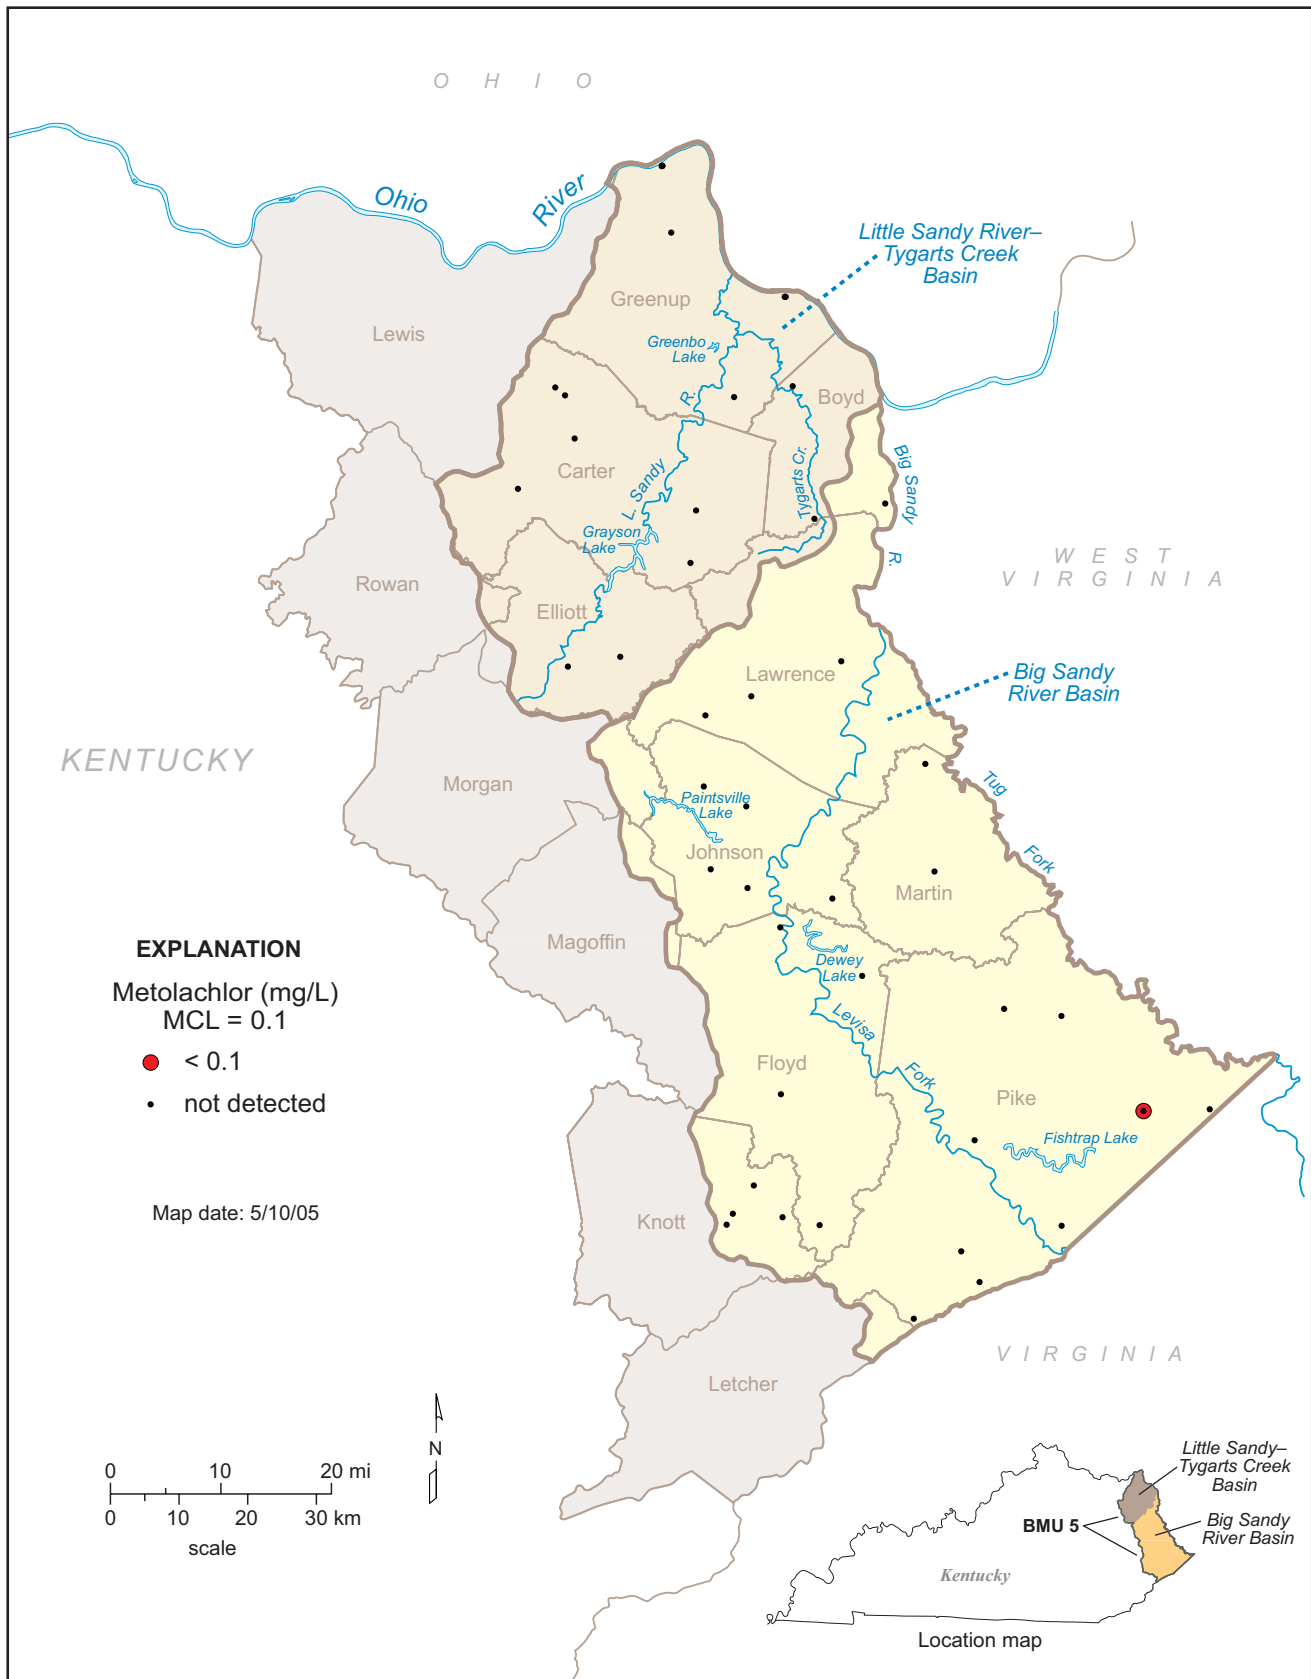 OHIO
Ohio River
Little Sandy River–
Tygarts Creek
Basin
Greenup
Lewis
Greenbo
Lake
Boyd
R.
Carter
L. Sandy
Tygarts Cr.
Big Sandy
R.
Grayson
Lake
WEST
VIRGINIA
Rowan
Elliott
Lawrence
Big Sandy
River Basin
KENTUCKY
Morgan
Tug
Fork
Paintsville
Lake
Johnson
Martin
Magoffin
Dewey
Lake
Levisa
Fork
Floyd
Pike
Fishtrap Lake
EXPLANATION
Metolachlor (mg/L)
MCL = 0.1
< 0.1
not detected
Map date: 5/10/05
Knott
VIRGINIA
Letcher
N
0 10 20 mi
0 10 20 30 km
scale
Little Sandy–
Tygarts Creek
Basin
BMU 5
Big Sandy
River Basin
Kentucky
Location map